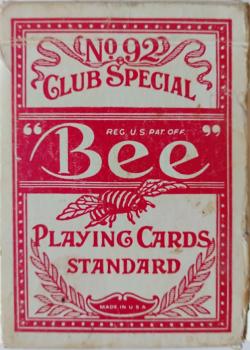 No. 92
CLUB SPECIAL
REG. U.S. PAT. OFF.
"Bee"
PLAYING CARDS
STANDARD
MADE IN U.S.A.